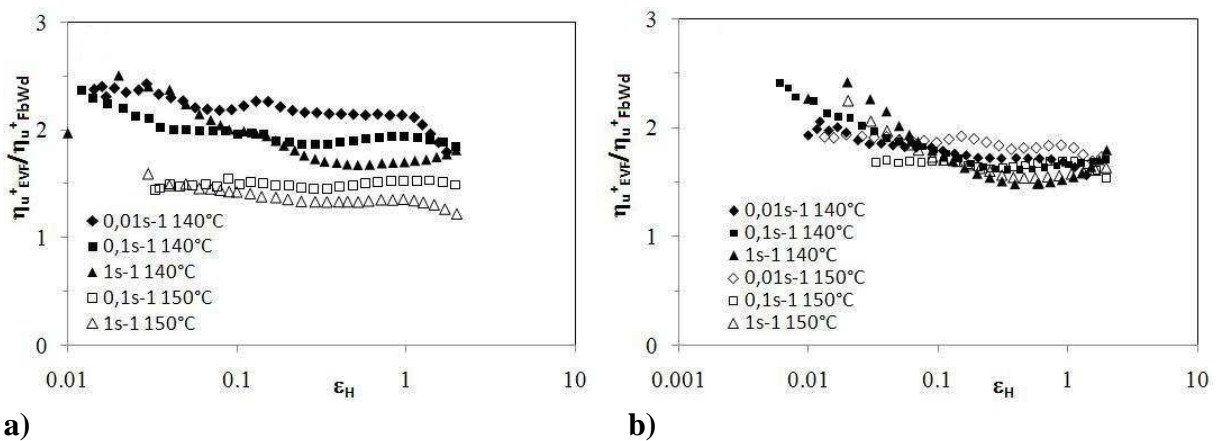 3
2
1
0
0.01
0.1
1
10
ηu+EVF/ηu+FbWd
εH
0,01s-1 140°C
0,1s-1 140°C
1s-1 140°C
0,1s-1 150°C
1s-1 150°C
a)
3
2
1
0
0.001
0.01
0.1
1
10
ηu+EVF/ηu+FbWd
εH
0,01s-1 140°C
0,1s-1 140°C
1s-1 140°C
0,01s-1 150°C
0,1s-1 150°C
1s-1 150°C
b)